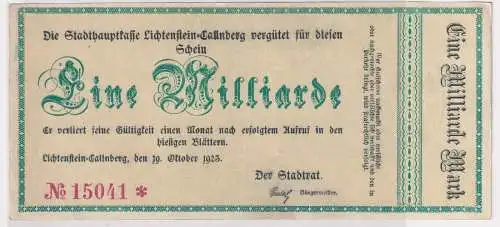 Die Stadthauptkasse Lichtenstein-Callnberg vergütet für diesen
Schein
Eine Milliarde
Er verliert seine Gültigkeit einen Monat nach erfolgtem Aufruf in den
hiesigen Blättern.
Lichtenstein-Callnberg, den 19. Oktober 1923.
Der Stadtrat.
Bürgermeister.
№ 15041 *
Eine Milliarde Mark